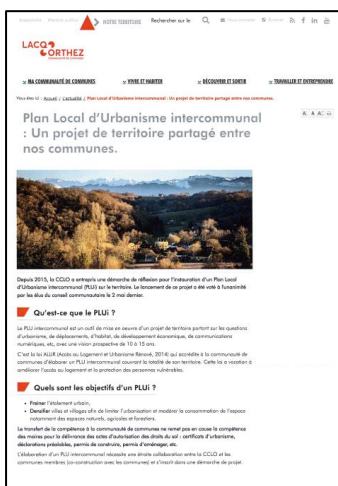 NOTRE TERRITOIRE
Rechercher sur le
LACQ
ORTHEZ
COMMUNAUTÉ DE COMMUNES
MA COMMUNAUTÉ DE COMMUNES
VIVRE ET HABITER
DÉCOUVRIR ET SORTIR
TRAVAILLER ET ENTREPRENDRE
Vous êtes ici : Accueil / L'actualité / Plan Local d'Urbanisme intercommunal : Un projet de territoire partagé entre nos communes.
Plan Local d'Urbanisme intercommunal
: Un projet de territoire partagé entre
nos communes.
Depuis 2015, la CCLO a entrepris une démarche de réflexion pour l'instauration d'un Plan Local
d'Urbanisme intercommunal (PLUi) sur le territoire. Le lancement de ce projet a été voté à l'unanimité
par les élus du conseil communautaire le 2 mai dernier.
Qu'est-ce que le PLUi ?
Le PLU intercommunal est un outil de mise en oeuvre d'un projet de territoire portant sur les questions
d'urbanisme, de déplacements, d'habitat, de développement économique, de communications
numériques, etc, avec une vision prospective de 10 à 15 ans.
C'est la loi ALUR (Accès au Logement et Urbanisme Rénové, 2014) qui accrédite à la communauté de
communes d'élaborer un PLU intercommunal couvrant la totalité de son territoire. Cette loi a vocation à
améliorer l'accès au logement et la protection des personnes vulnérables.
Quels sont les objectifs d'un PLUi ?
• Freiner l'étalement urbain,
• Densifier villes et villages afin de limiter l'urbanisation et modérer la consommation de l'espace
notamment des espaces naturels, agricoles et forestiers.
Le transfert de la compétence à la communauté de communes ne remet pas en cause la compétence
des maires pour la délivrance des actes d'autorisation des droits du sol : certificats d'urbanisme,
déclarations préalables, permis de construire, permis d'aménager, etc.
L'élaboration d'un PLU intercommunal nécessite une étroite collaboration entre la CCLO et les
communes membres (co-construction avec les communes) et s'inscrit dans une démarche de projet.